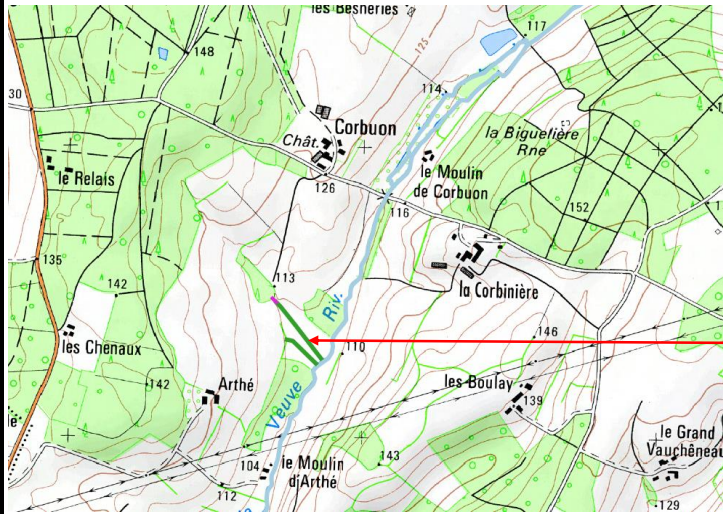 les Besneries
117
148
125
30
114
Corbuon
Chât.
la Biguetière
Rne
le Relais
126
le Moulin
de Corbuon
116
152
135
142
113
la Corbinière
Riv.
les Chenaux
110
146
142
Arthé
les Boulay
139
Veuve
le Grand
Vauchêneau
104
le Moulin
d'Arthé
143
112
129